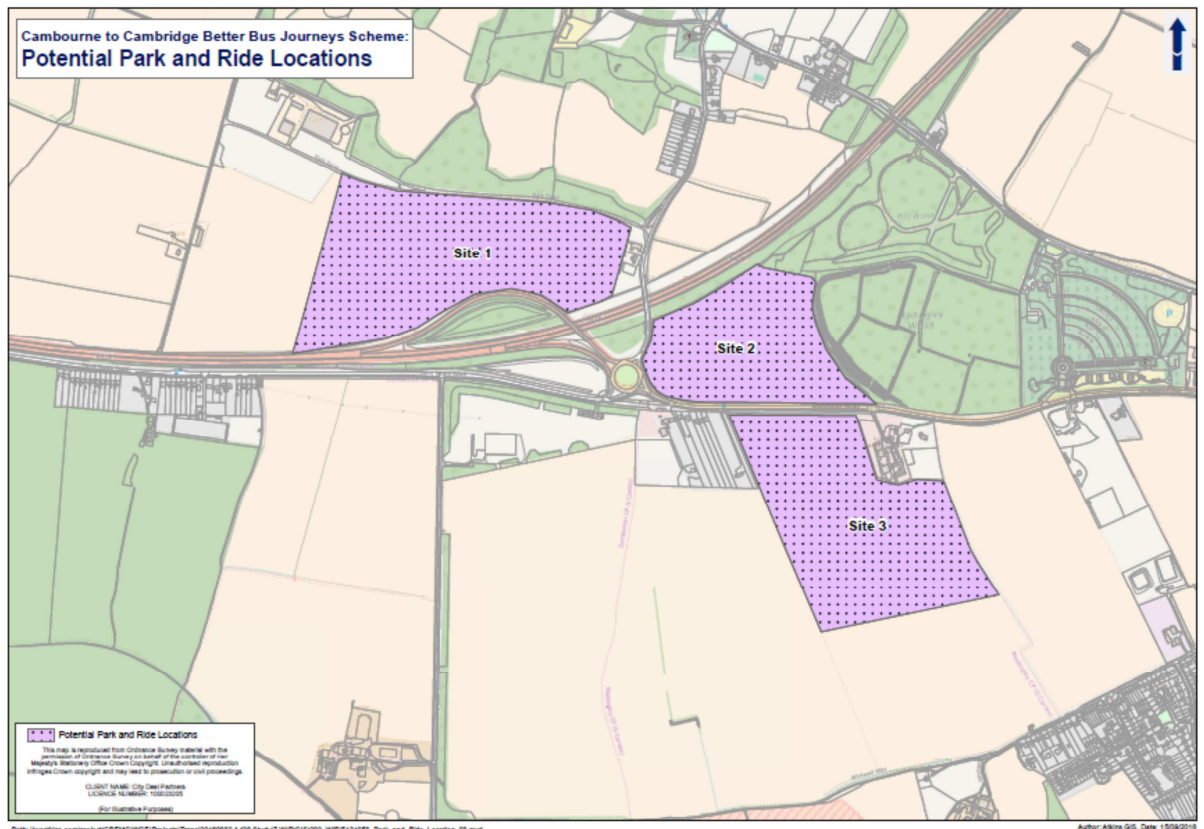 Cambourne to Cambridge Better Bus Journeys Scheme:
Potential Park and Ride Locations
Site 1
Site 2
Wood
Site 3
Potential Park and Ride Locations
This map is reproduced from Ordnance Survey material with the
permission of Ordnance Survey on behalf of the controller of Her
Majesty's Stationery Office Crown Copyright. Unauthorised reproduction
infringes Crown copyright and may lead to prosecution or civil proceedings.
CLIENT NAME: City Deal Partners
(For Illustrative Purposes)
Author: Atkins GIS, Date: